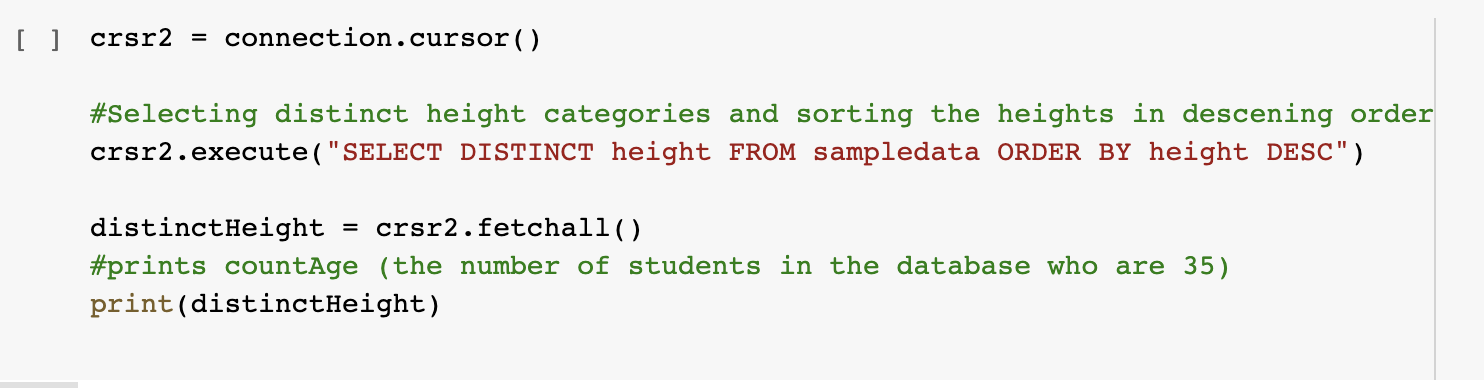 [ ] crsr2 = connection.cursor()
#Selecting distinct height categories and sorting the heights in descening order
crsr2.execute("SELECT DISTINCT height FROM sampledata ORDER BY height DESC")
distinctHeight = crsr2.fetchall()
#prints countAge (the number of students in the database who are 35)
print(distinctHeight)